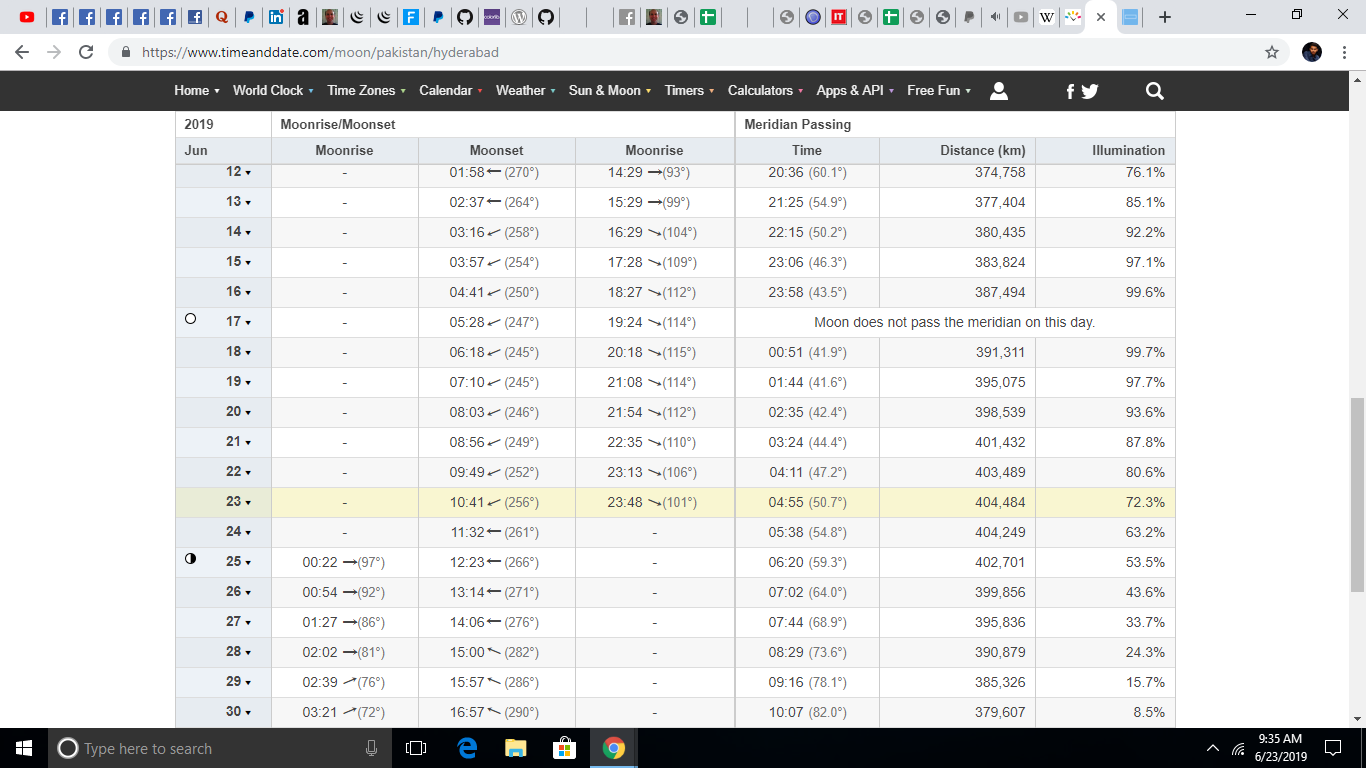 https://www.timeanddate.com/moon/pakistan/hyderabad
Home World Clock Time Zones Calendar Weather Sun & Moon Timers Calculators Apps & API Free Fun
2019 Moonrise/Moonset Meridian Passing
Jun Moonrise Moonset Moonrise Time Distance (km) Illumination
12 - 01:58 (270°) 14:29 (93°) 20:36 (60.1°) 374,758 76.1%
13 - 02:37 (264°) 15:29 (99°) 21:25 (54.9°) 377,404 85.1%
14 - 03:16 (258°) 16:29 (104°) 22:15 (50.2°) 380,435 92.2%
15 - 03:57 (254°) 17:28 (109°) 23:06 (46.3°) 383,824 97.1%
16 - 04:41 (250°) 18:27 (112°) 23:58 (43.5°) 387,494 99.6%
17 - 05:28 (247°) 19:24 (114°) Moon does not pass the meridian on this day.
18 - 06:18 (245°) 20:18 (115°) 00:51 (41.9°) 391,311 99.7%
19 - 07:10 (245°) 21:08 (114°) 01:44 (41.6°) 395,075 97.7%
20 - 08:03 (246°) 21:54 (112°) 02:35 (42.4°) 398,539 93.6%
21 - 08:56 (249°) 22:35 (110°) 03:24 (44.4°) 401,432 87.8%
22 - 09:49 (252°) 23:13 (106°) 04:11 (47.2°) 403,489 80.6%
23 - 10:41 (256°) 23:48 (101°) 04:55 (50.7°) 404,484 72.3%
24 - 11:32 (261°) - 05:38 (54.8°) 404,249 63.2%
25 00:22 (97°) 12:23 (266°) - 06:20 (59.3°) 402,701 53.5%
26 00:54 (92°) 13:14 (271°) - 07:02 (64.0°) 399,856 43.6%
27 01:27 (86°) 14:06 (276°) - 07:44 (68.9°) 395,836 33.7%
28 02:02 (81°) 15:00 (282°) - 08:29 (73.6°) 390,879 24.3%
29 02:39 (76°) 15:57 (286°) - 09:16 (78.1°) 385,326 15.7%
30 03:21 (72°) 16:57 (290°) - 10:07 (82.0°) 379,607 8.5%
Type here to search
9:35 AM
6/23/2019